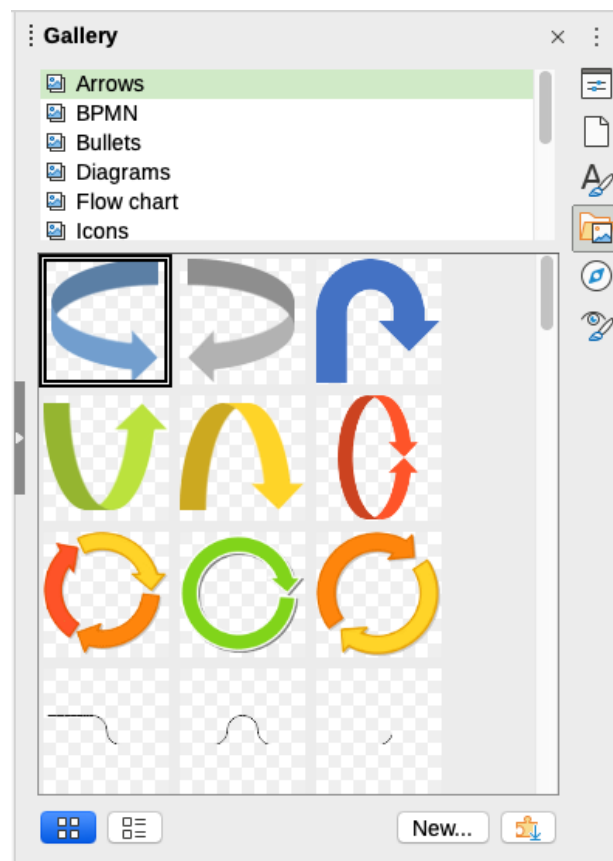 Gallery
Arrows
BPMN
Bullets
Diagrams
Flow chart
Icons
New...